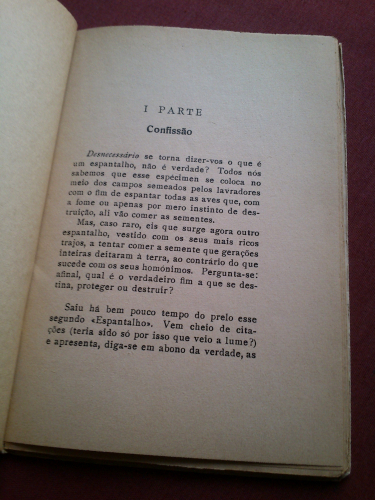 I PARTE
Confissão
Desnecessário se torna dizer-vos o que é
um espantalho, não é verdade? Todos nós
sabemos que esse espécimen se coloca no
meio dos campos semeados pelos lavradores
com o fim de espantar todas as aves que, com
a fome ou apenas por mero instinto de des-
truição, ali vão comer as sementes.
Mas, caso raro, eis que surge agora outro
espantalho, vestido com os seus mais ricos
trajos, a tentar comer a semente que gerações
inteiras deitaram à terra, ao contrário do que
sucede com os seus homónimos. Pergunta-se:
afinal, qual é o verdadeiro fim a que se des-
tina, proteger ou destruir?
Saiu há bem pouco tempo do prelo esse
segundo «Espantalho». Vem cheio de cita-
ções (teria sido só por isso que veio a lume?)
e apresenta, diga-se em abono da verdade, as